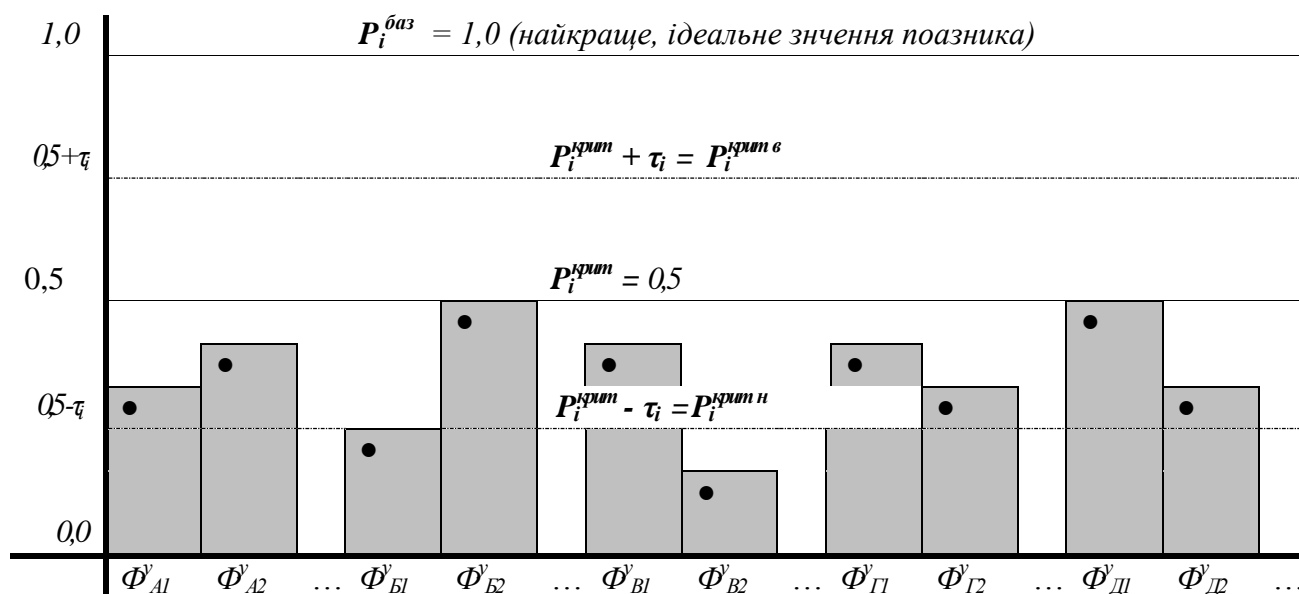 1,0 P_i^баз = 1,0 (найкраще, ідеальне знчення поазника)
0,5+τ_i P_i^крит + τ_i = P_i^крит в
0,5 P_i^крит = 0,5
0,5-τ_i P_i^крит - τ_i = P_i^крит н
0,0
Ф^у_А1 Ф^у_А2 … Ф^у_Б1 Ф^у_Б2 … Ф^у_В1 Ф^у_В2 … Ф^у_Г1 Ф^у_Г2 … Ф^у_Д1 Ф^у_Д2 …